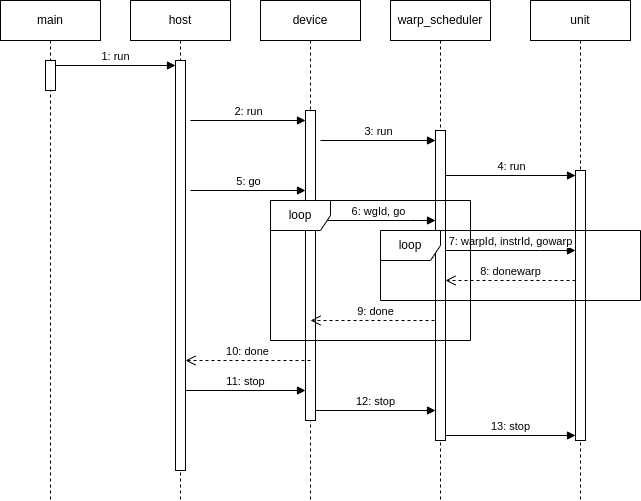 main
host
device
warp_scheduler
unit
1: run
2: run
3: run
4: run
5: go
loop
6: wgId, go
loop
7: warpId, instrId, gowarp
8: donewarp
9: done
10: done
11: stop
12: stop
13: stop